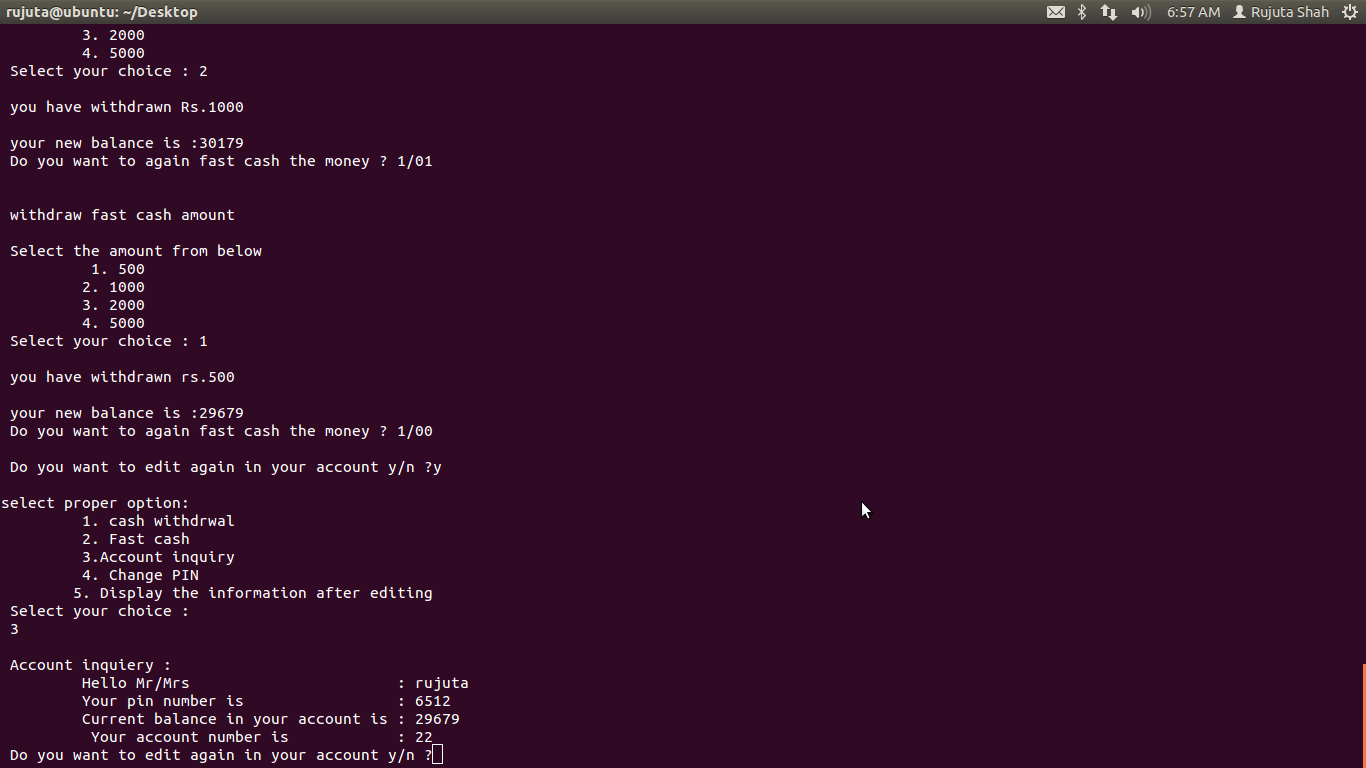 rujuta@ubuntu: ~/Desktop 6:57 AM Rujuta Shah
3. 2000
4. 5000
Select your choice : 2
you have withdrawn Rs.1000
your new balance is :30179
Do you want to again fast cash the money ? 1/01
withdraw fast cash amount
Select the amount from below
1. 500
2. 1000
3. 2000
4. 5000
Select your choice : 1
you have withdrawn rs.500
your new balance is :29679
Do you want to again fast cash the money ? 1/00
Do you want to edit again in your account y/n ?y
select proper option:
1. cash withdrwal
2. Fast cash
3.Account inquiry
4. Change PIN
5. Display the information after editing
Select your choice :
3
Account inquiery :
Hello Mr/Mrs : rujuta
Your pin number is : 6512
Current balance in your account is : 29679
Your account number is : 22
Do you want to edit again in your account y/n ?